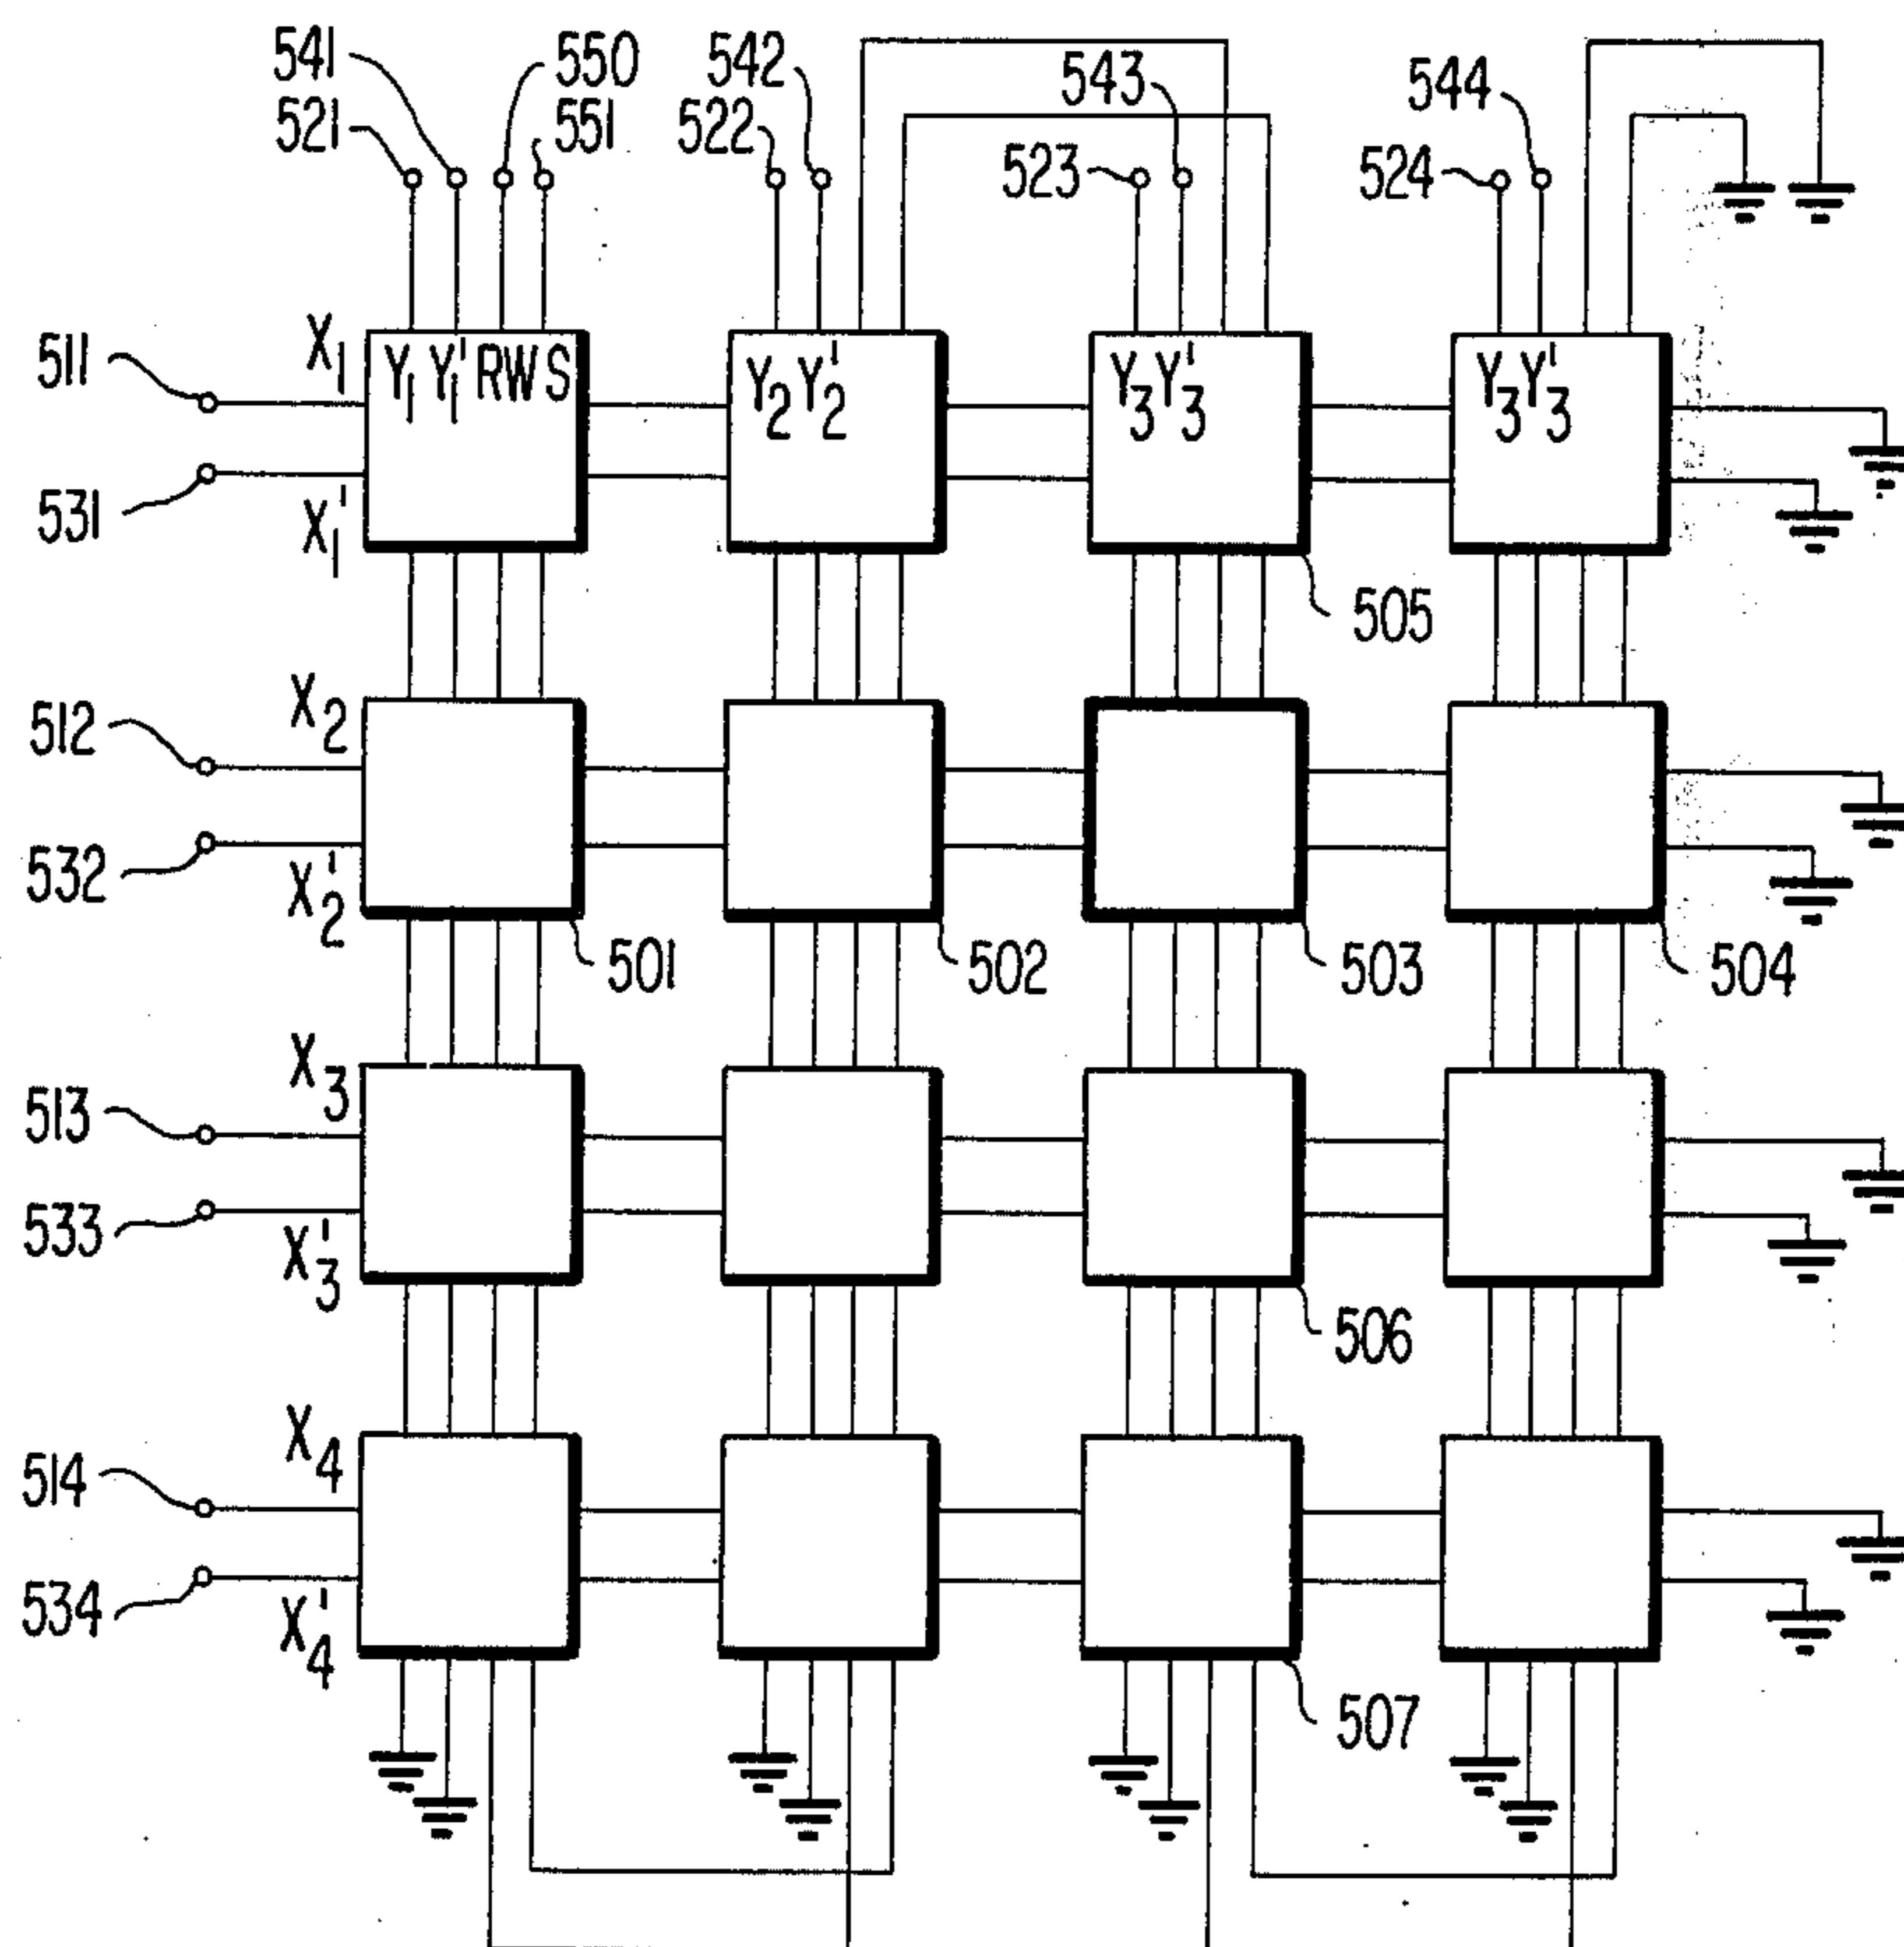 541 550 542 543 544
521 551 522 523 524
511 X1 Y1 Y1' RW S Y2 Y2' Y3 Y3' Y3 Y3'
531 X1'
505
512 X2
532 X2'
501 502 503 504
X3
513
533 X3'
506
X4
514
534 X4'
507